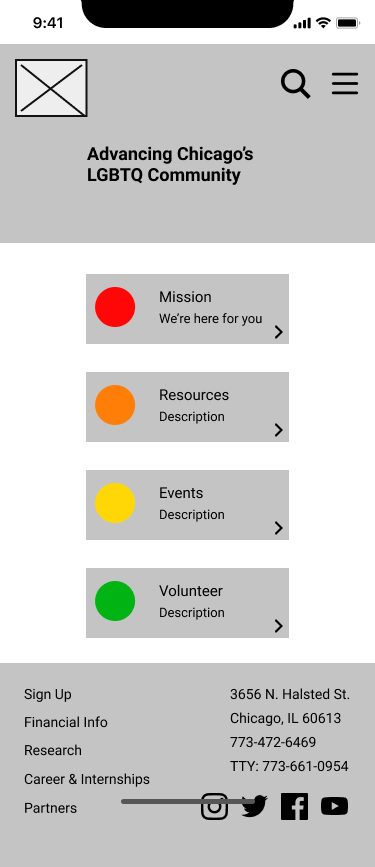 9:41
Advancing Chicago's
LGBTQ Community
Mission
We're here for you
Resources
Description
Events
Description
Volunteer
Description
Sign Up
Financial Info
Research
Career & Internships
Partners
3656 N. Halsted St.
Chicago, IL 60613
773-472-6469
TTY: 773-661-0954